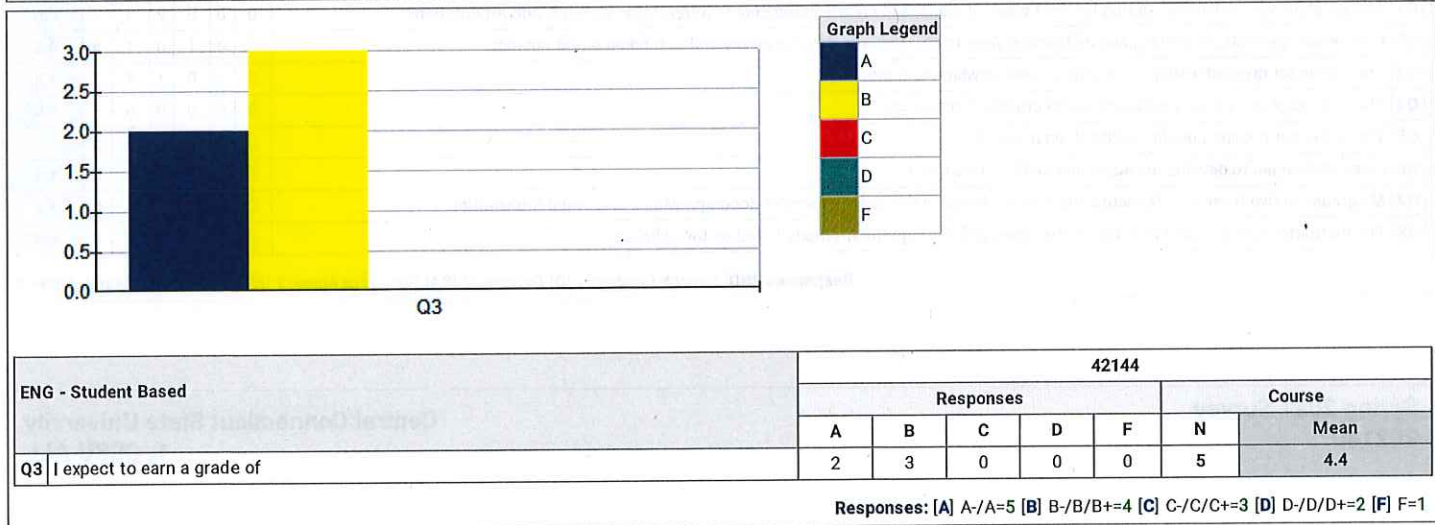 Graph Legend
A
B
C
D
F
3.0
2.5
2.0
1.5
1.0
0.5
0.0
Q3
ENG - Student Based
42144
Responses
Course
A B C D F N Mean
Q3 I expect to earn a grade of 2 3 0 0 0 5 4.4
Responses: [A] A-/A=5 [B] B-/B/B+=4 [C] C-/C/C+=3 [D] D-/D/D+=2 [F] F=1